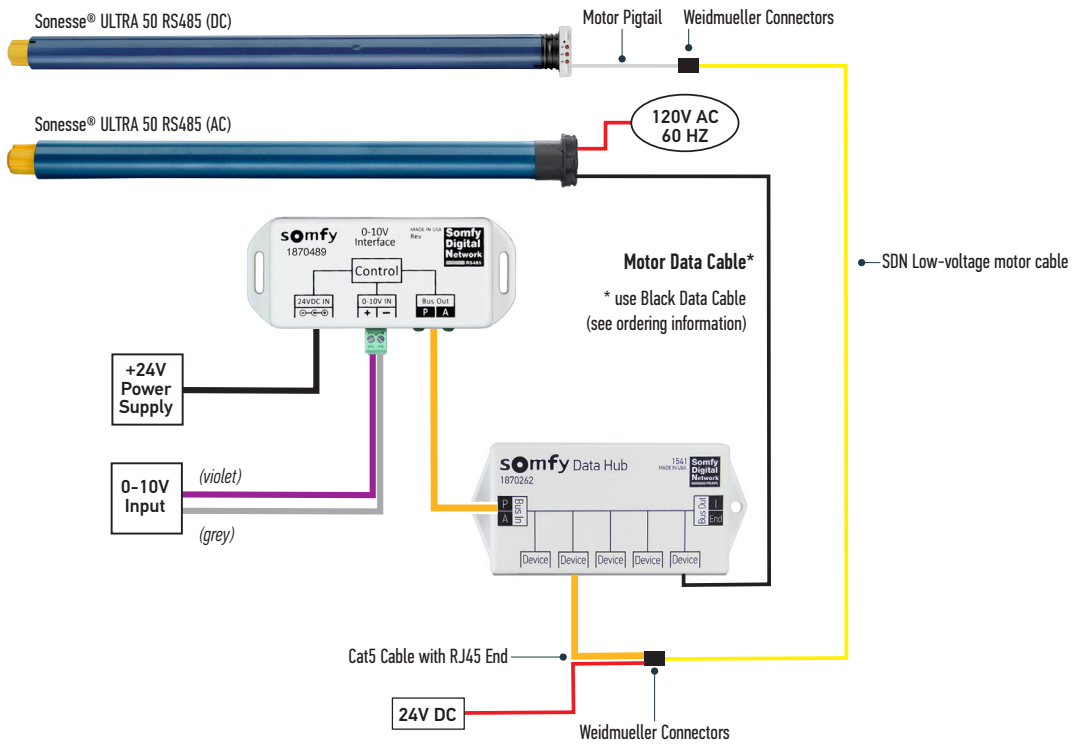 Sonesse® ULTRA 50 RS485 (DC)
Motor Pigtail
Weidmueller Connectors
Sonesse® ULTRA 50 RS485 (AC)
120V AC
60 HZ
somfy
1870489
0-10V
Interface
MADE IN USA
Rev
Somfy
Digital
Network
RS485
Control
24VDC IN
0-10V IN
+ −
Bus Out
P A
Motor Data Cable*
* use Black Data Cable
(see ordering information)
SDN Low-voltage motor cable
+24V
Power
Supply
0-10V
Input
(violet)
(grey)
somfy Data Hub
1870262
1541
MADE IN USA
Somfy
Digital
Network
RS485
P
A
Bus In
Bus Out
I
End
Device
Device
Device
Device
Device
Cat5 Cable with RJ45 End
24V DC
Weidmueller Connectors